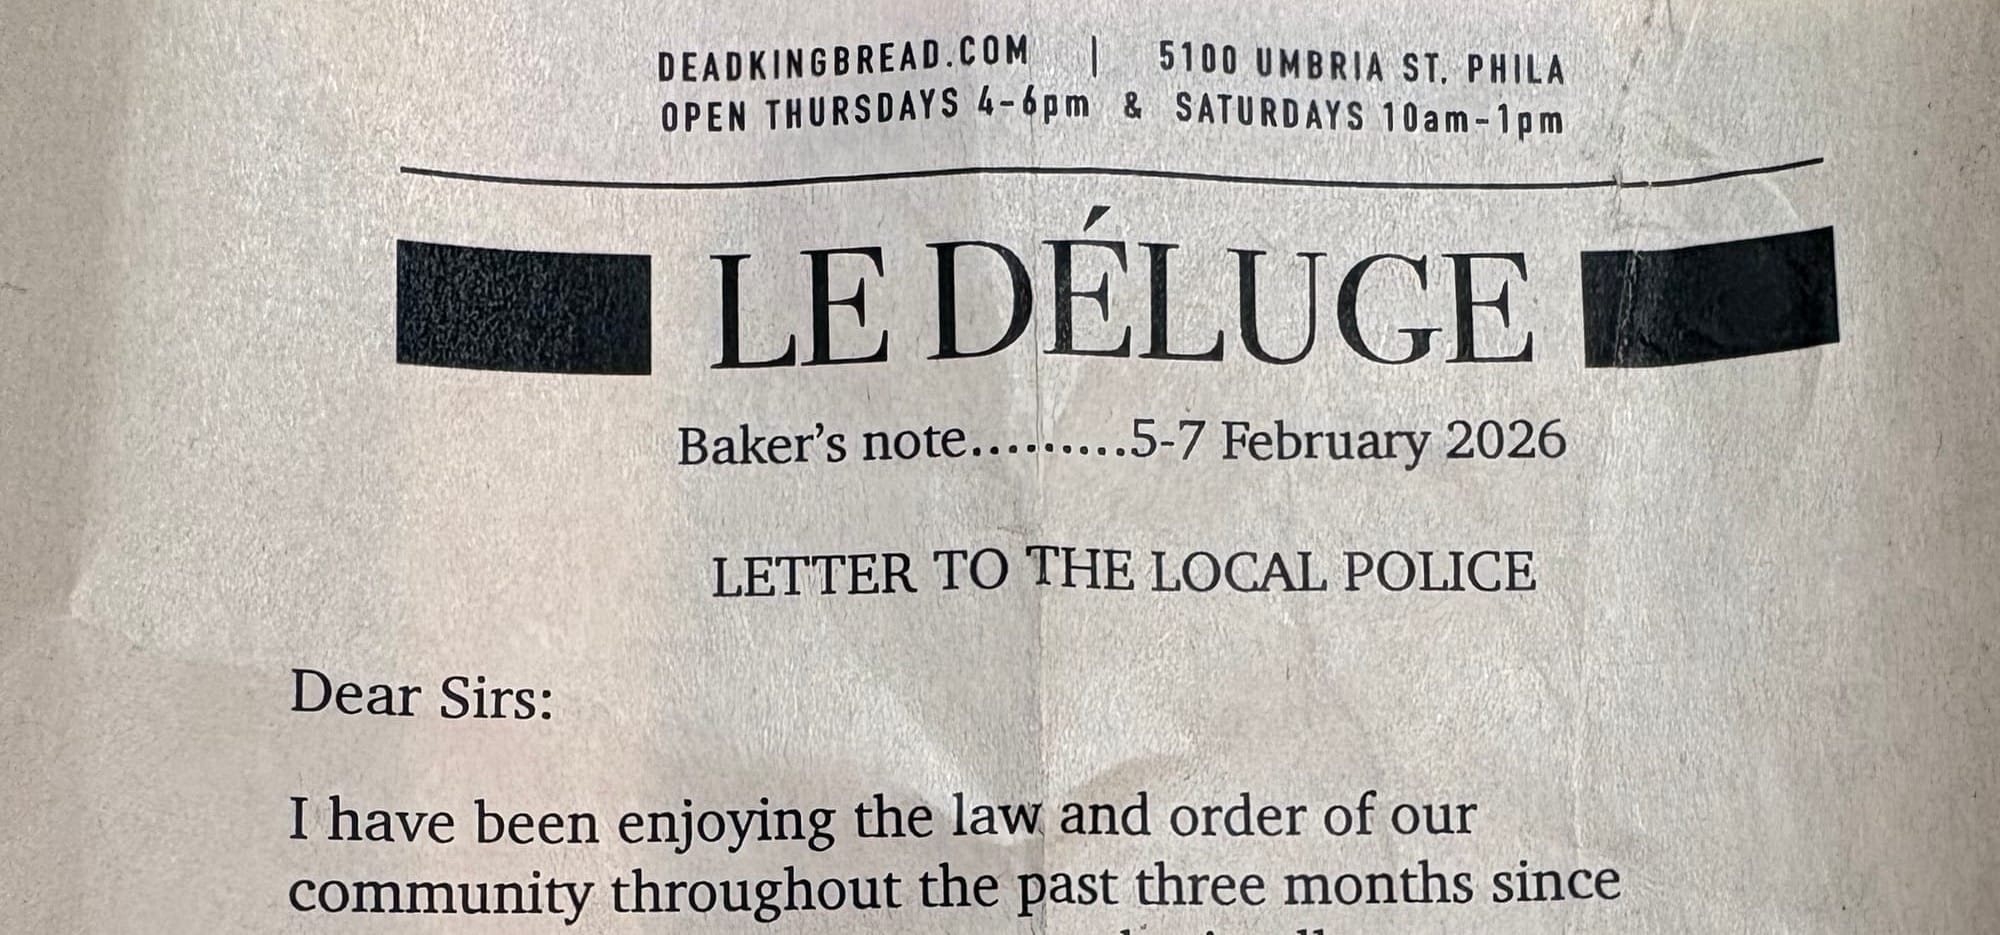 DEADKINGBREAD.COM | 5100 UMBRIA ST. PHILA
OPEN THURSDAYS 4-6pm & SATURDAYS 10am-1pm
LE DÉLUGE
Baker's note.........5-7 February 2026
LETTER TO THE LOCAL POLICE
Dear Sirs:
I have been enjoying the law and order of our
community throughout the past three months since